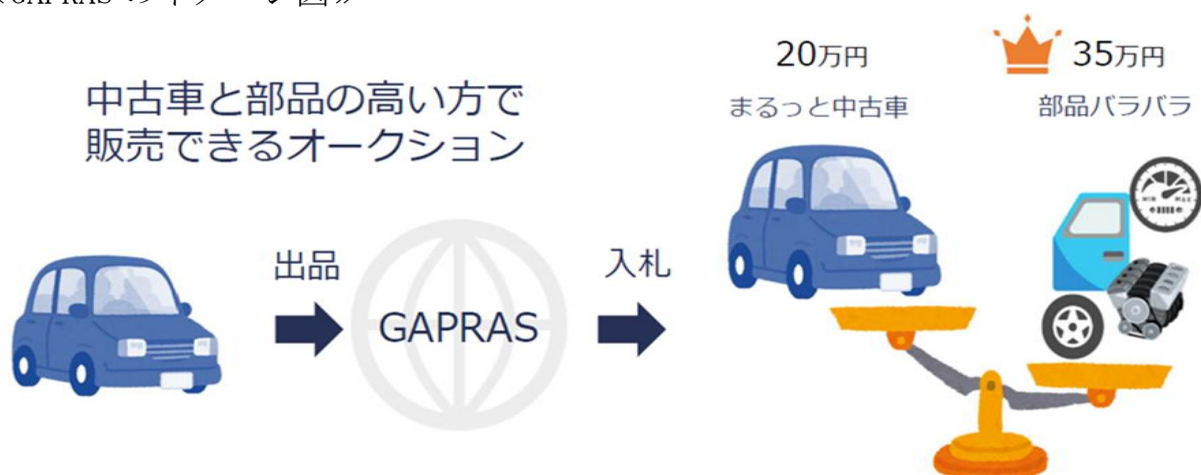 中古車と部品の高い方で
販売できるオークション
出品
GAPRAS
入札
20万円
まるっと中古車
35万円
部品バラバラ
MIN MAX